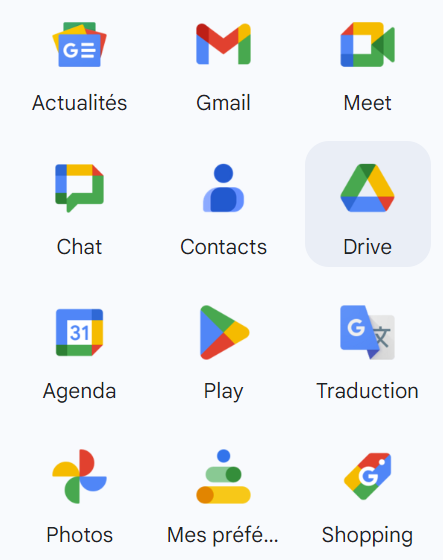 G
Actualités
Gmail
Meet
Chat
Contacts
Drive
31
Agenda
Play
G 文
Traduction
Photos
Mes préfé...
G
Shopping